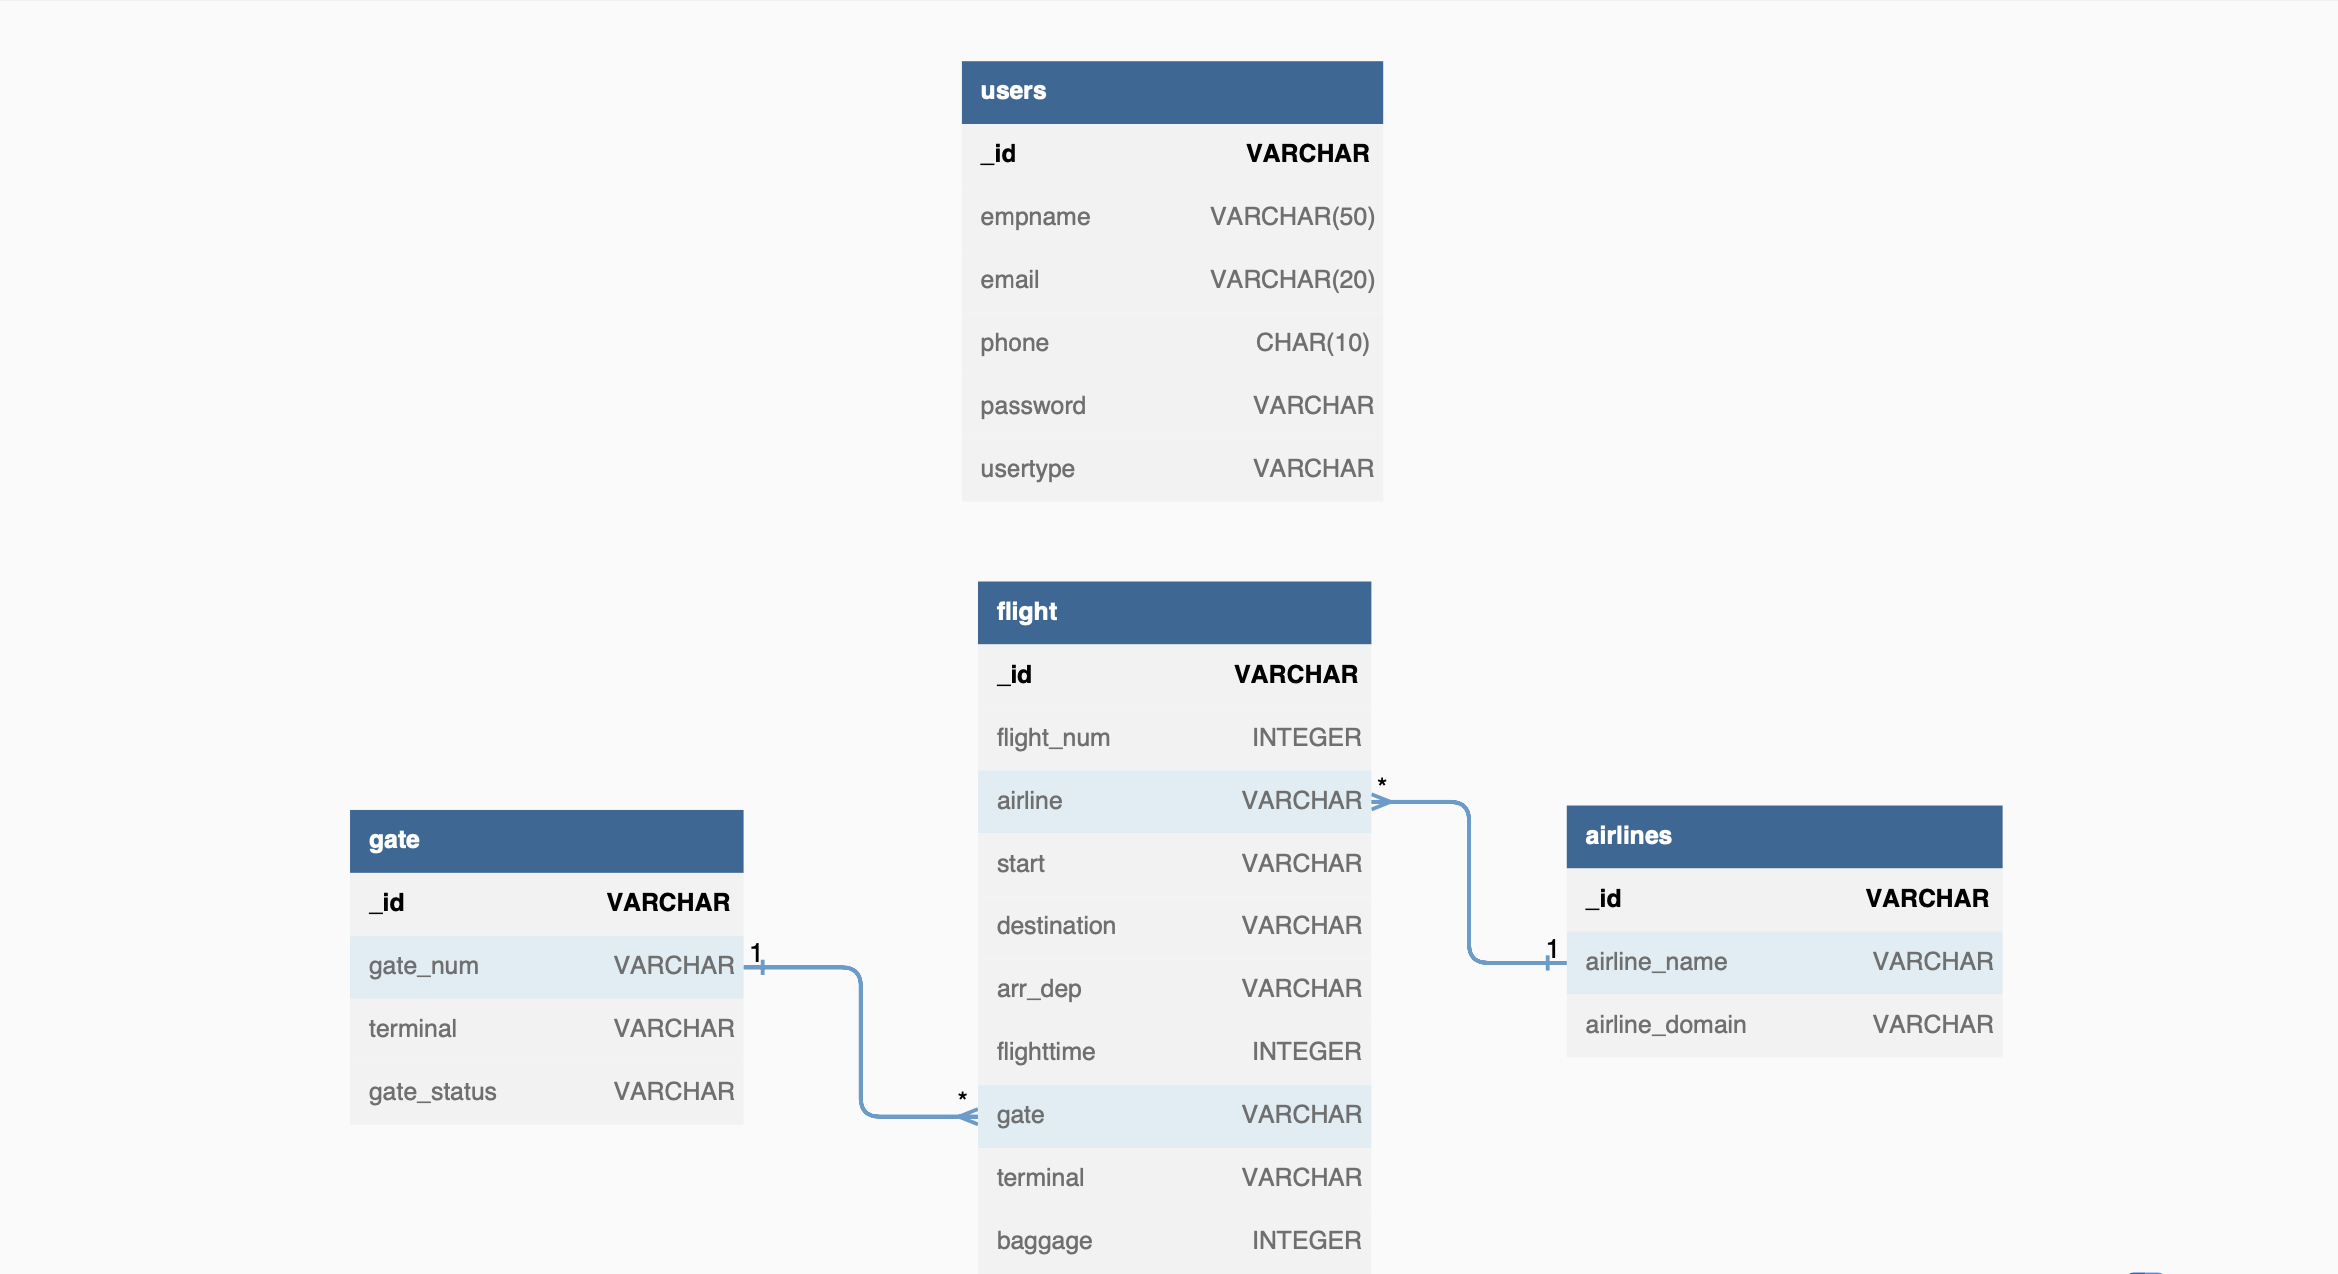 users
_id VARCHAR
empname VARCHAR(50)
email VARCHAR(20)
phone CHAR(10)
password VARCHAR
usertype VARCHAR
flight
_id VARCHAR
flight_num INTEGER
airline VARCHAR
start VARCHAR
destination VARCHAR
arr_dep VARCHAR
flighttime INTEGER
gate VARCHAR
terminal VARCHAR
baggage INTEGER
*
*
gate
_id VARCHAR
gate_num VARCHAR
terminal VARCHAR
gate_status VARCHAR
1
airlines
_id VARCHAR
airline_name VARCHAR
airline_domain VARCHAR
1